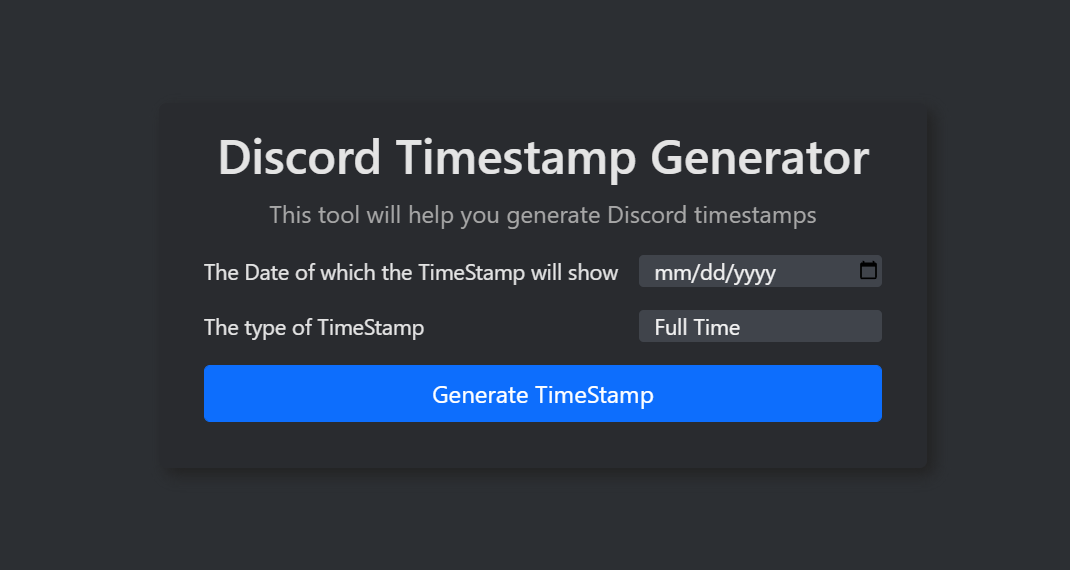 Discord Timestamp Generator
This tool will help you generate Discord timestamps
The Date of which the TimeStamp will show mm/dd/yyyy
The type of TimeStamp Full Time
Generate TimeStamp